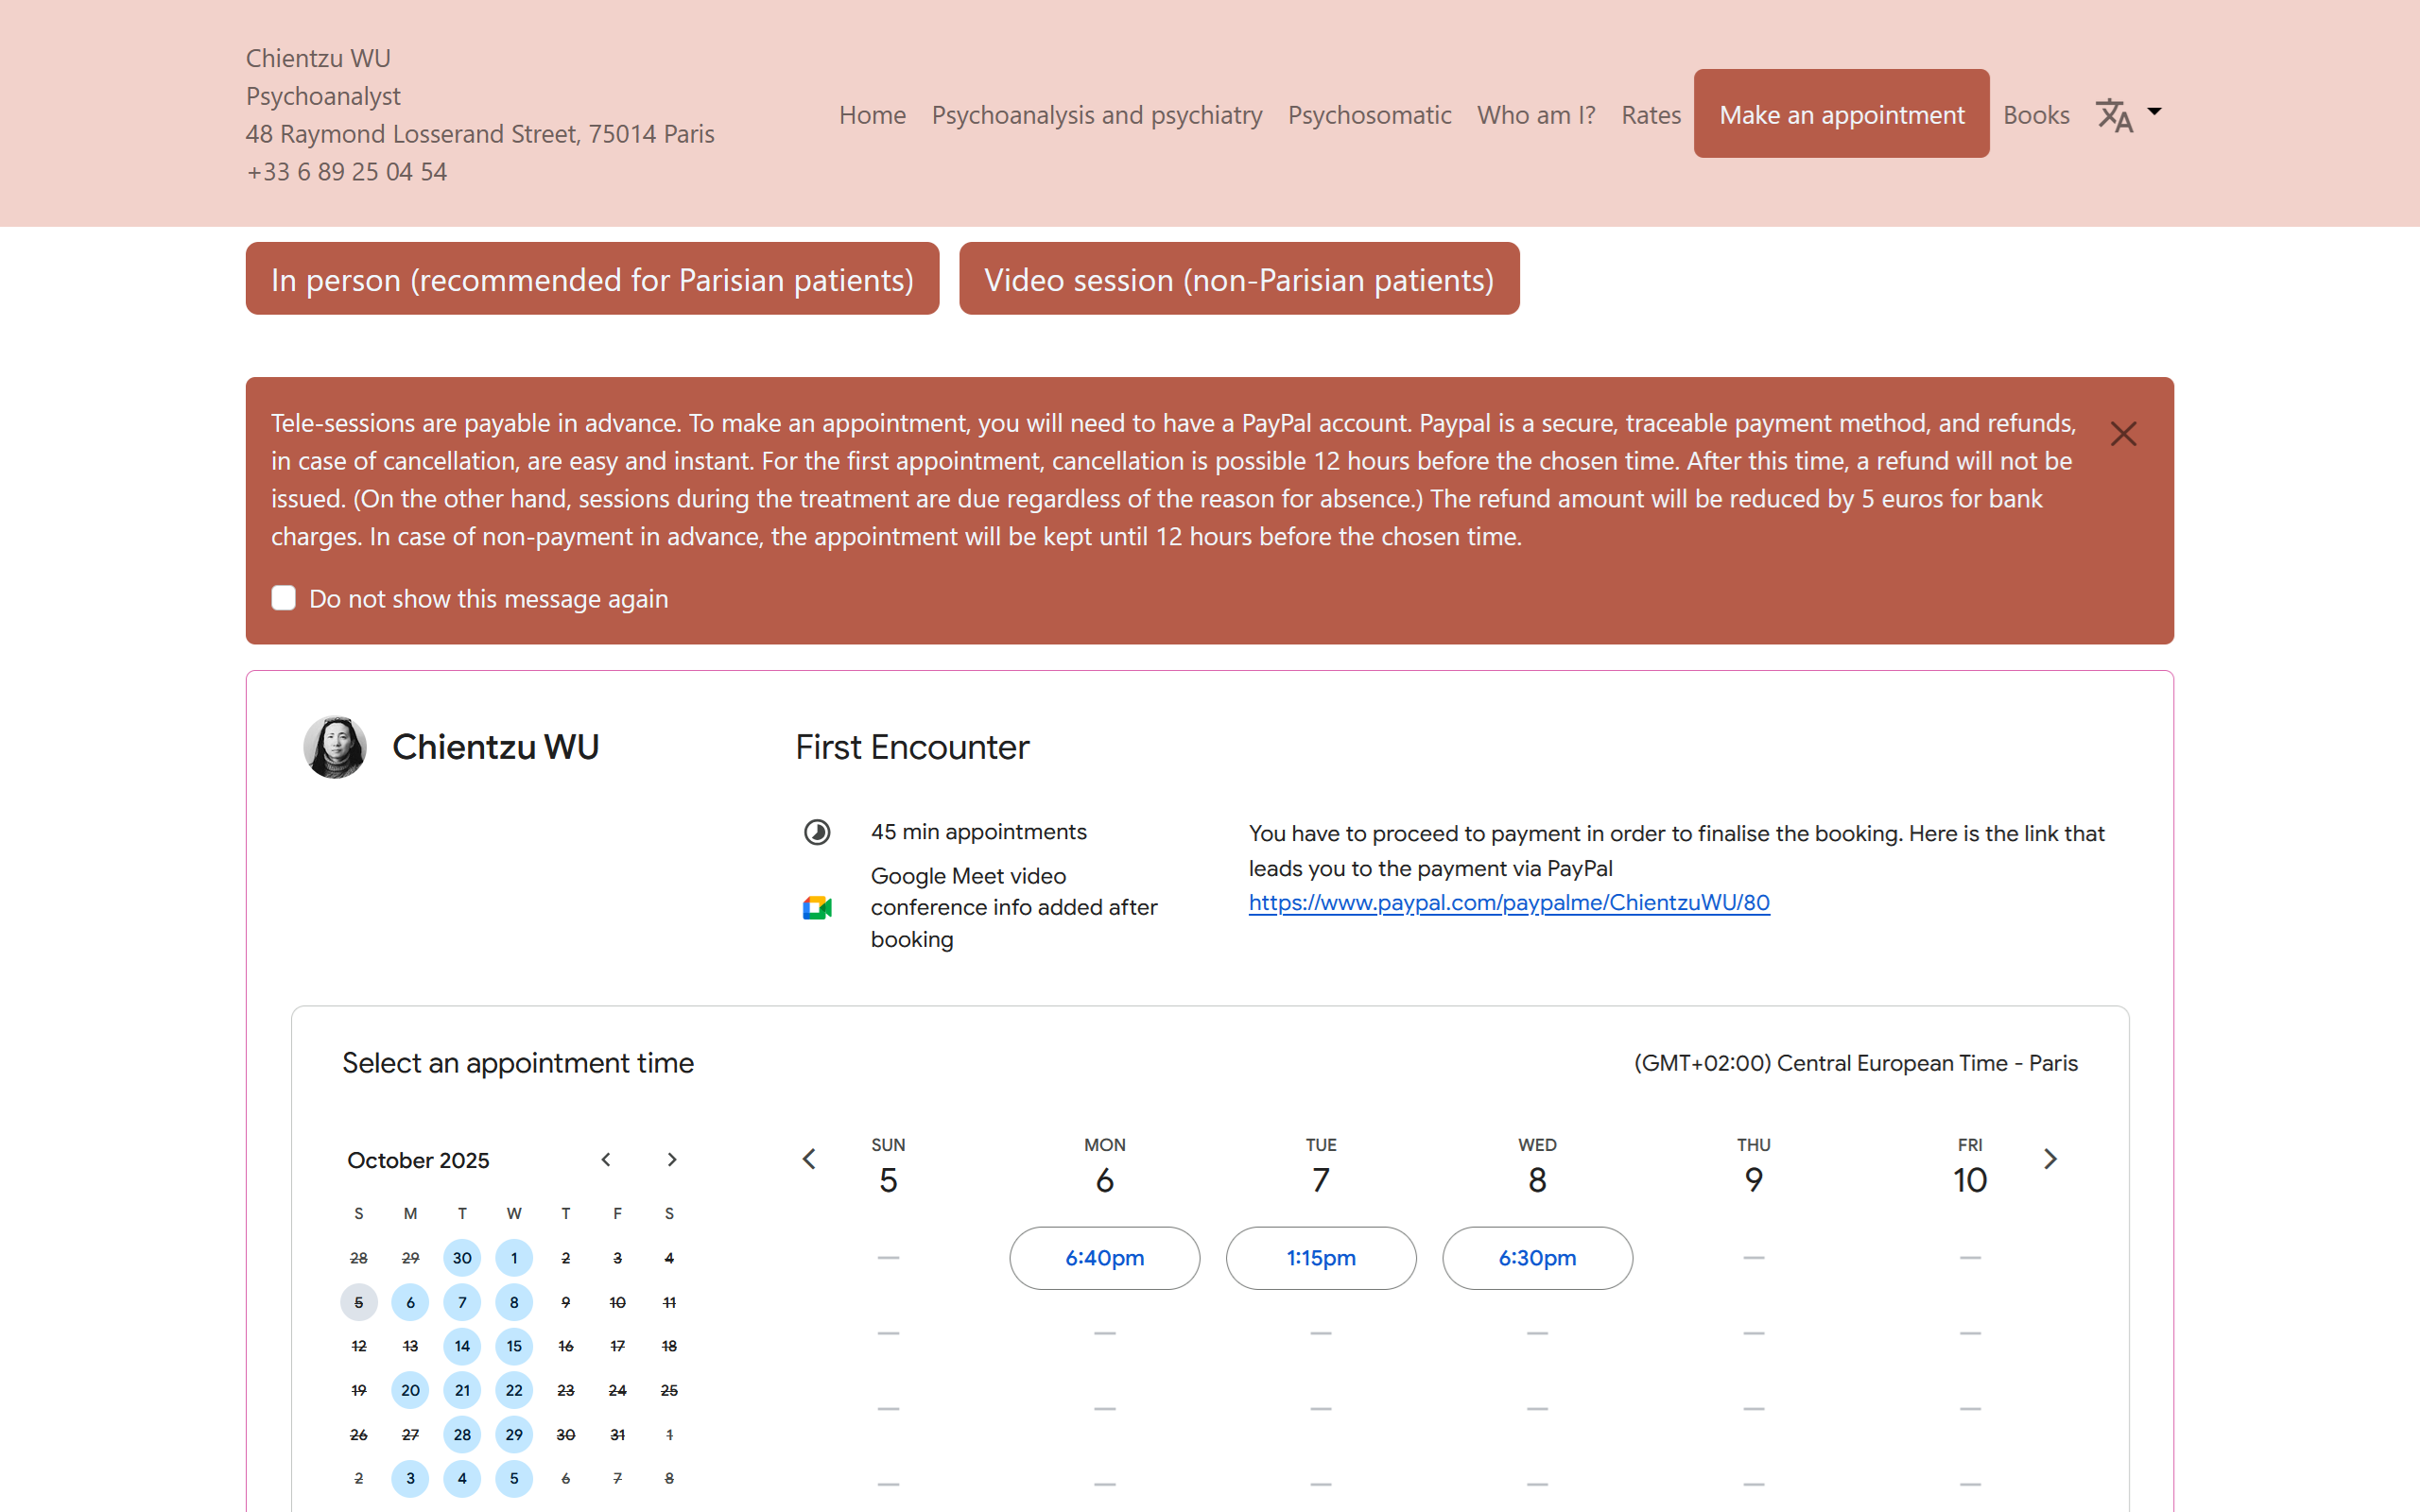 Chientzu WU
Psychoanalyst
48 Raymond Losserand Street, 75014 Paris
+33 6 89 25 04 54
Home Psychoanalysis and psychiatry Psychosomatic Who am I? Rates Make an appointment Books
In person (recommended for Parisian patients) Video session (non-Parisian patients)
Tele-sessions are payable in advance. To make an appointment, you will need to have a PayPal account. Paypal is a secure, traceable payment method, and refunds,
in case of cancellation, are easy and instant. For the first appointment, cancellation is possible 12 hours before the chosen time. After this time, a refund will not be
issued. (On the other hand, sessions during the treatment are due regardless of the reason for absence.) The refund amount will be reduced by 5 euros for bank
charges. In case of non-payment in advance, the appointment will be kept until 12 hours before the chosen time.
Do not show this message again
Chientzu WU
First Encounter
45 min appointments
Google Meet video
conference info added after
booking
You have to proceed to payment in order to finalise the booking. Here is the link that
leads you to the payment via PayPal
https://www.paypal.com/paypalme/ChientzuWU/80
Select an appointment time
(GMT+02:00) Central European Time - Paris
October 2025
S M T W T F S
28 29 30 1 2 3 4
5 6 7 8 9 10 11
12 13 14 15 16 17 18
19 20 21 22 23 24 25
26 27 28 29 30 31 1
2 3 4 5 6 7 8
SUN MON TUE WED THU FRI
5 6 7 8 9 10
— 6:40pm 1:15pm 6:30pm — —
— — — — — —
— — — — — —
— — — — — —